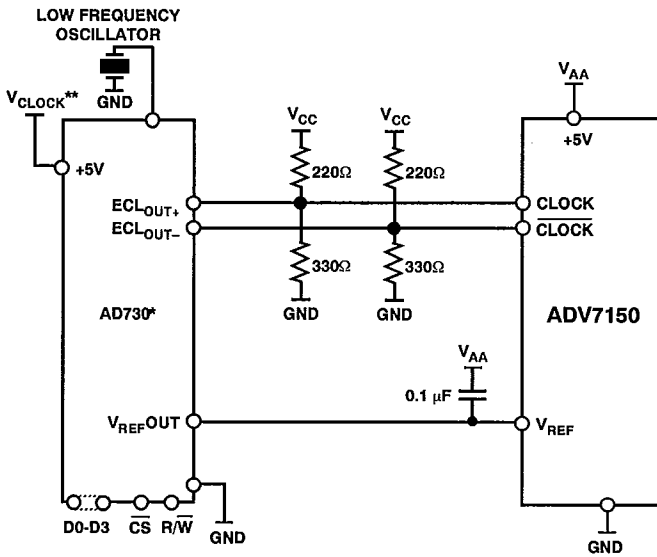 LOW FREQUENCY
OSCILLATOR
GND
VCLOCK**
+5V
VCC
VCC
VAA
+5V
220Ω
220Ω
ECLOUT+
ECLOUT–
CLOCK
CLOCK
330Ω
330Ω
GND
GND
AD730*
ADV7150
VAA
0.1 µF
VREFOUT
VREF
D0-D3
CS
R/W
GND
GND